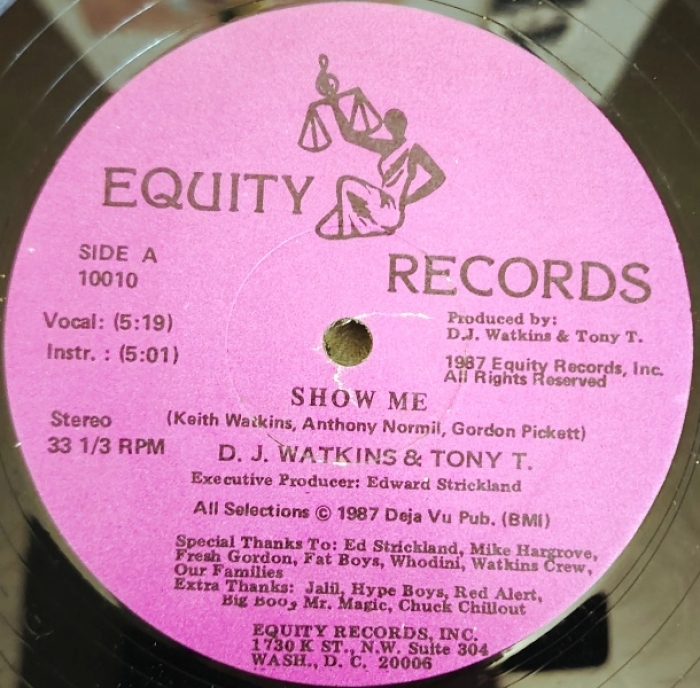 EQUITY
RECORDS
SIDE A
10010
Vocal: (5:19)
Instr. : (5:01)
Stereo
33 1/3 RPM
Produced by:
D.J. Watkins & Tony T.
1987 Equity Records, Inc.
All Rights Reserved
SHOW ME
(Keith Watkins, Anthony Normil, Gordon Pickett)
D. J. WATKINS & TONY T.
Executive Producer: Edward Strickland
All Selections © 1987 Deja Vu Pub. (BMI)
Special Thanks To: Ed Strickland, Mike Hargrove,
Fresh Gordon, Fat Boys, Whodini, Watkins Crew,
Our Families
Extra Thanks: Jalil, Hype Boys, Red Alert,
Big Mr. Magic, Chuck Chillout
EQUITY RECORDS, INC.
1730 K ST., N.W. Suite 304
WASH., D. C. 20006